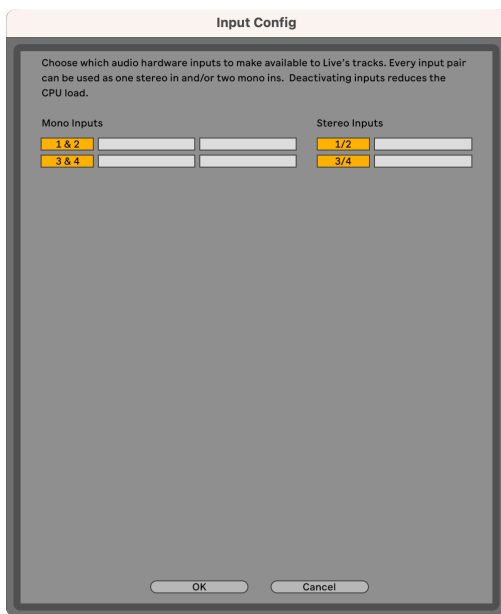 Input Config
Choose which audio hardware inputs to make available to Live's tracks. Every input pair
can be used as one stereo in and/or two mono ins.  Deactivating inputs reduces the
CPU load.
Mono Inputs
Stereo Inputs
1 & 2
1/2
3 & 4
3/4
OK
Cancel